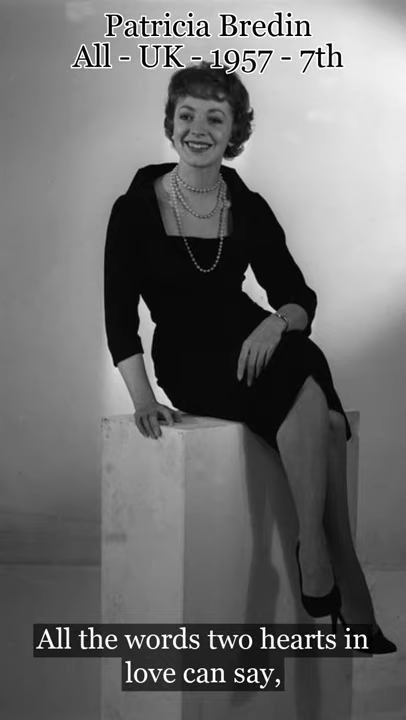 Patricia Bredin
All - UK - 1957 - 7th
All the words two hearts in
love can say,